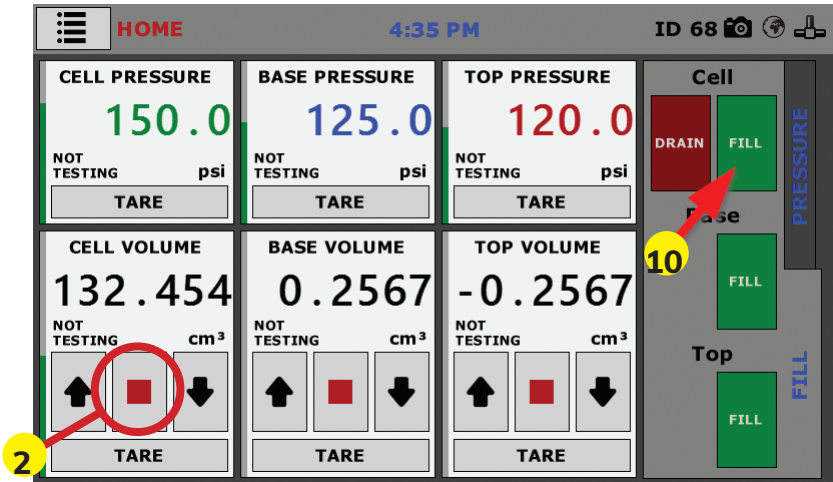 HOME
4:35 PM
ID 68
CELL PRESSURE
150.0
NOT
TESTING
psi
TARE
BASE PRESSURE
125.0
NOT
TESTING
psi
TARE
TOP PRESSURE
120.0
NOT
TESTING
psi
TARE
CELL VOLUME
132.454
NOT
TESTING
cm³
TARE
BASE VOLUME
0.2567
NOT
TESTING
cm³
TARE
TOP VOLUME
-0.2567
NOT
TESTING
cm³
TARE
Cell
DRAIN
FILL
Base
FILL
Top
FILL
PRESSURE
FILL
10
2